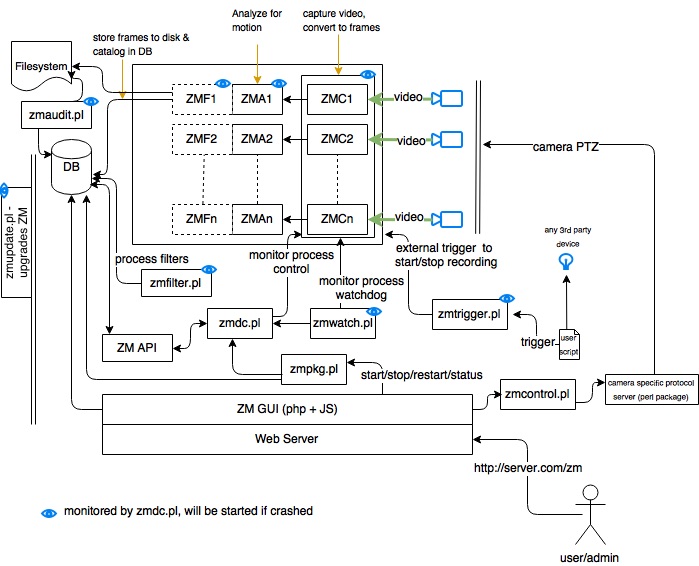 Analyze for
motion
capture video,
convert to frames
store frames to disk &
catalog in DB
Filesystem
zmaudit.pl
DB
zmupdate.pl -
upgrades ZM
ZMF1
ZMA1
ZMC1
video
ZMF2
ZMA2
ZMC2
video
ZMFn
ZMAn
ZMCn
video
camera PTZ
any 3rd party
device
process filters
zmfilter.pl
monitor process
control
external trigger to
start/stop recording
monitor process
watchdog
zmtrigger.pl
trigger
user
script
ZM API
zmdc.pl
zmwatch.pl
zmpkg.pl
start/stop/restart/status
zmcontrol.pl
camera specific protocol
server (perl package)
ZM GUI (php + JS)
Web Server
http://server.com/zm
monitored by zmdc.pl, will be started if crashed
user/admin